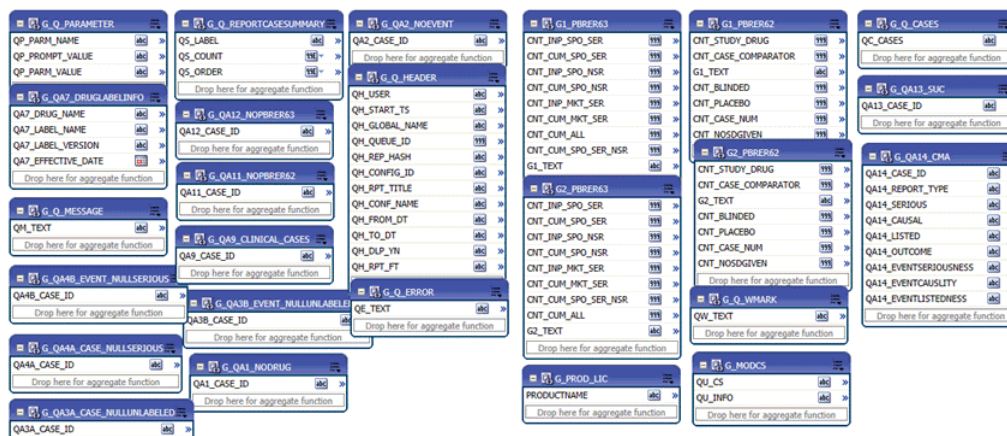 G_Q_PARAMETER
QP_PARM_NAME
QP_PROMPT_VALUE
QP_PARM_VALUE
G_QA7_DRUGLABELINFO
QA7_DRUG_NAME
QA7_LABEL_NAME
QA7_LABEL_VERSION
QA7_EFFECTIVE_DATE
Drop here for aggregate function
G_Q_MESSAGE
QM_TEXT
Drop here for aggregate function
G_QA4B_EVENT_NULLSERIOUS
QA4B_CASE_ID
Drop here for aggregate function
G_QA4A_CASE_NULLSERIOUS
QA4A_CASE_ID
Drop here for aggregate function
G_QA3A_CASE_NULLUNLABELED
QA3A_CASE_ID
G_Q_REPORTCASESUMMARY
QS_LABEL
QS_COUNT
QS_ORDER
Drop here for aggregate function
G_QA12_NOPBRER63
QA12_CASE_ID
Drop here for aggregate function
G_QA11_NOPBRER62
QA11_CASE_ID
Drop here for aggregate function
G_QA9_CLINICAL_CASES
QA9_CASE_ID
Drop here for aggregate function
G_QA3B_EVENT_NULLUNLABELE
QA3B_CASE_ID
Drop here for aggregate function
G_QA1_NODRUG
QA1_CASE_ID
Drop here for aggregate function
G_QA2_NOEVENT
QA2_CASE_ID
Drop here for aggregate function
G_Q_HEADER
QH_USER
QH_START_TS
QH_GLOBAL_NAME
QH_QUEUE_ID
QH_REP_HASH
QH_CONFIG_ID
QH_RPT_TITLE
QH_CONF_NAME
QH_FROM_DT
QH_TO_DT
QH_DLP_YN
QH_RPT_FT
G_Q_ERROR
QE_TEXT
Drop here for aggregate function
G1_PBRER63
CNT_INP_SPO_SER
CNT_CUM_SPO_SER
CNT_INP_SPO_NSR
CNT_CUM_SPO_NSR
CNT_INP_MKT_SER
CNT_CUM_MKT_SER
CNT_CUM_ALL
CNT_CUM_SPO_SER_NSR
G1_TEXT
G2_PBRER63
CNT_INP_SPO_SER
CNT_CUM_SPO_SER
CNT_INP_SPO_NSR
CNT_CUM_SPO_NSR
CNT_INP_MKT_SER
CNT_CUM_MKT_SER
CNT_CUM_SPO_SER_NSR
CNT_CUM_ALL
G2_TEXT
Drop here for aggregate function
G_PROD_LIC
PRODUCTNAME
Drop here for aggregate function
G1_PBRER62
CNT_STUDY_DRUG
CNT_CASE_COMPARATOR
G1_TEXT
CNT_BLINDED
CNT_PLACEBO
CNT_CASE_NUM
CNT_NOSDGIVEN
G2_PBRER62
CNT_STUDY_DRUG
CNT_CASE_COMPARATOR
G2_TEXT
CNT_BLINDED
CNT_PLACEBO
CNT_CASE_NUM
CNT_NOSDGIVEN
Drop here for aggregate function
G_Q_WMARK
QW_TEXT
Drop here for aggregate function
G_MODCS
QU_CS
QU_INFO
Drop here for aggregate function
G_Q_CASES
QC_CASES
Drop here for aggregate function
G_QA13_SUC
QA13_CASE_ID
Drop here for aggregate function
G_QA14_CMA
QA14_CASE_ID
QA14_REPORT_TYPE
QA14_SERIOUS
QA14_CAUSAL
QA14_LISTED
QA14_OUTCOME
QA14_EVENTSERIOUSNESS
QA14_EVENTCAUSLITY
QA14_EVENTLISTEDNESS
Drop here for aggregate function